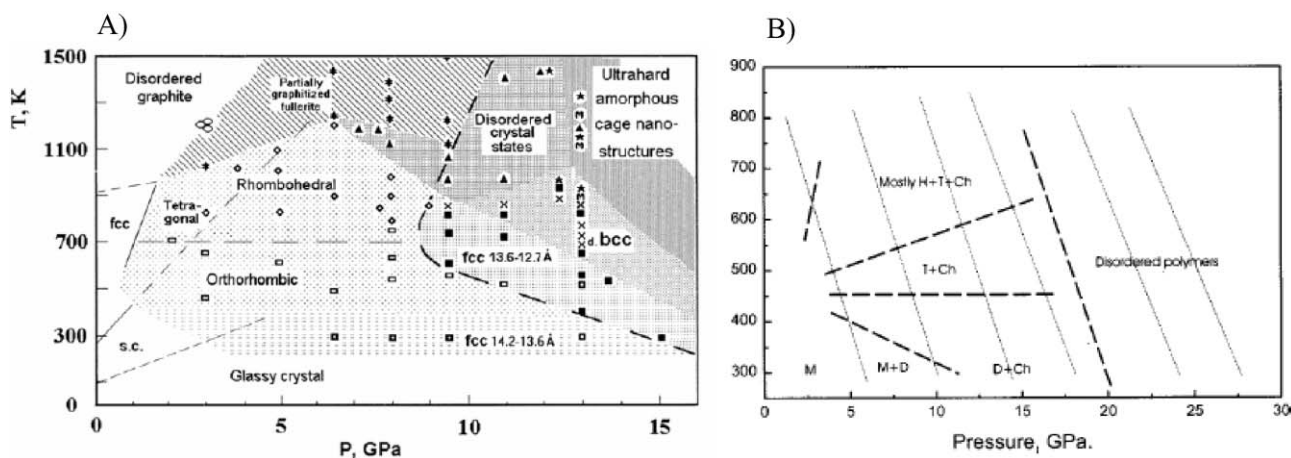 A)
B)
T, K
1500
1100
700
300
0
0
5
10
15
P, GPa
Disordered
graphite
Partially
graphitized
fullerite
Disordered
crystal
states
Ultrahard
amorphous
cage nano-
structures
Rhombohedral
Tetra-
gonal
fcc
d. bcc
fcc 13.6-12.7Å
Orthorhombic
fcc 14.2-13.6Å
s.c.
Glassy crystal
900
800
700
600
500
400
300
0
5
10
15
20
25
30
Pressure, GPa.
Mostly H+T+Ch
T+Ch
Disordered polymers
M
M+D
D+Ch